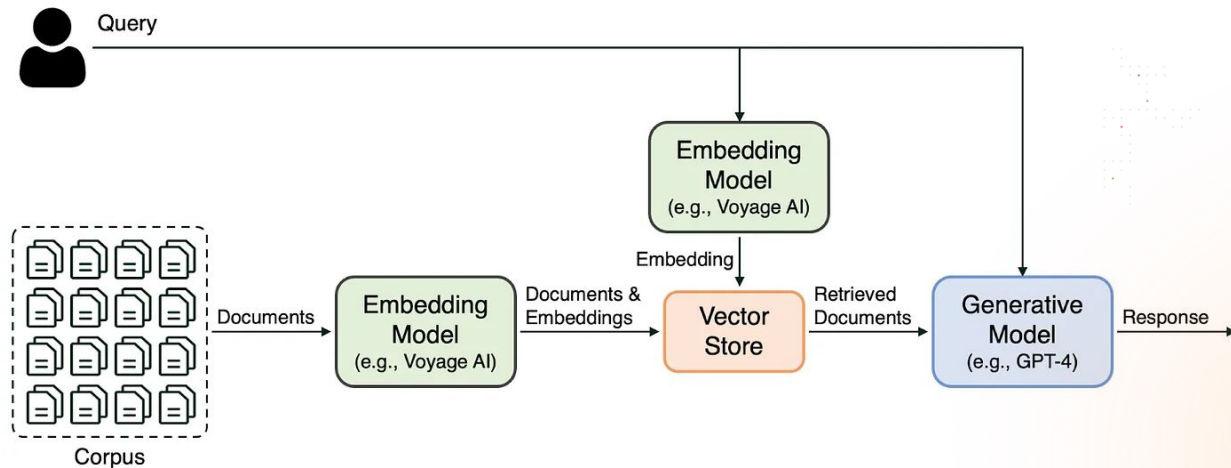 Query
Embedding
Model
(e.g., Voyage AI)
Embedding
Documents
Embedding
Model
(e.g., Voyage AI)
Documents &
Embeddings
Vector
Store
Retrieved
Documents
Generative
Model
(e.g., GPT-4)
Response
Corpus